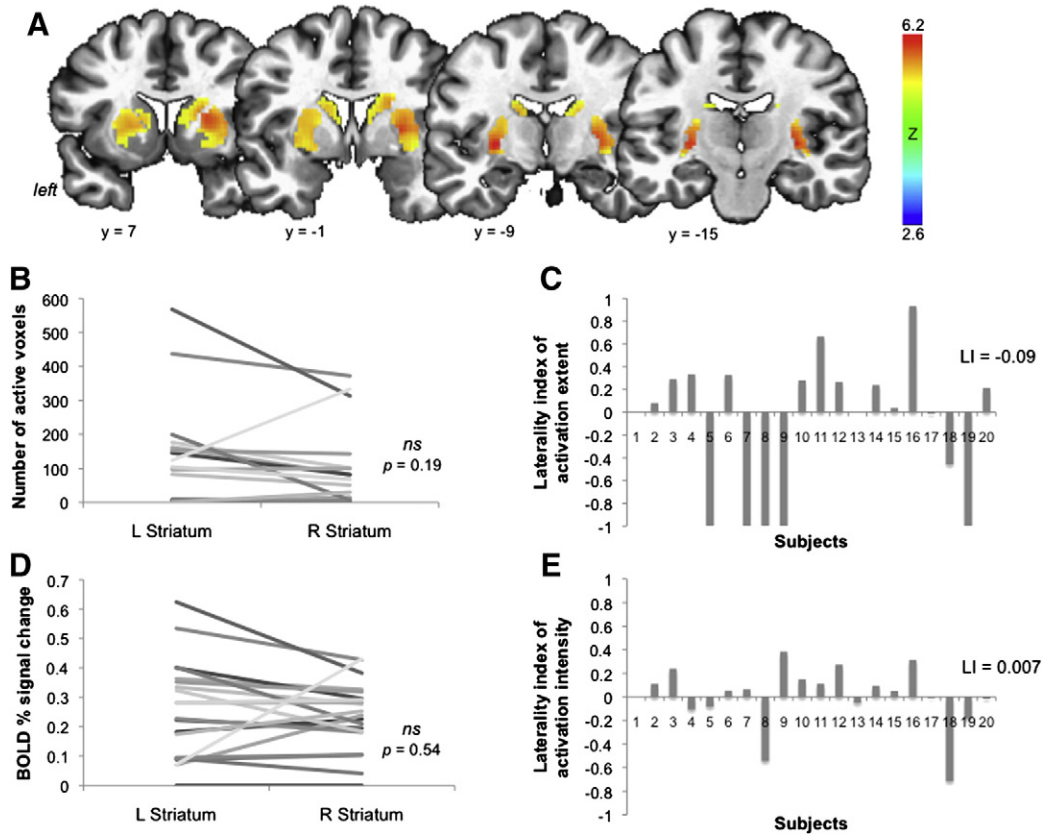 A
left
y = 7
y = -1
y = -9
y = -15
6.2
Z
2.6
B
Number of active voxels
600
500
400
300
200
100
0
L Striatum
R Striatum
ns
p = 0.19
C
Laterality index of
activation extent
1
0.8
0.6
0.4
0.2
0
-0.2
-0.4
-0.6
-0.8
-1
1 2 3 4 5 6 7 8 9 10 11 12 13 14 15 16 17 18 19 20
LI = -0.09
Subjects
D
BOLD % signal change
0.7
0.6
0.5
0.4
0.3
0.2
0.1
0
L Striatum
R Striatum
ns
p = 0.54
E
Laterality index of
activation intensity
1
0.8
0.6
0.4
0.2
0
-0.2
-0.4
-0.6
-0.8
-1
1 2 3 4 5 6 7 8 9 10 11 12 13 14 15 16 17 18 19 20
LI = 0.007
Subjects